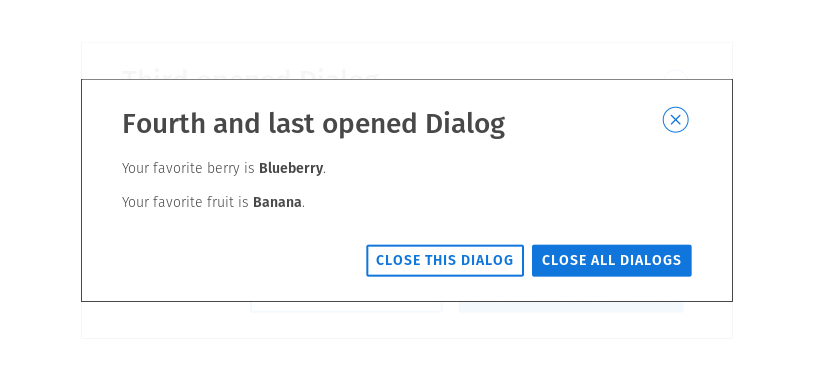 Third opened Dialog
Fourth and last opened Dialog
Your favorite berry is Blueberry.
Your favorite fruit is Banana.
CLOSE THIS DIALOG
CLOSE ALL DIALOGS